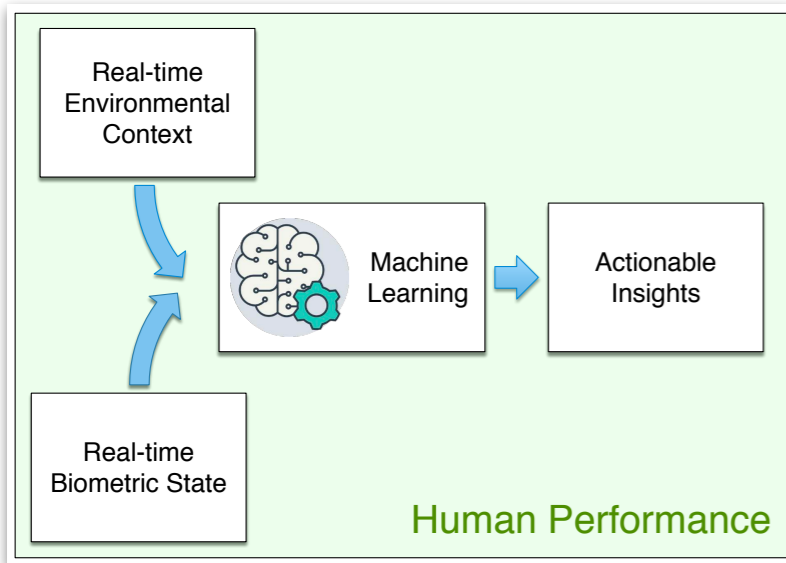 Real-time
Environmental
Context
Machine
Learning
Actionable
Insights
Real-time
Biometric State
Human Performance